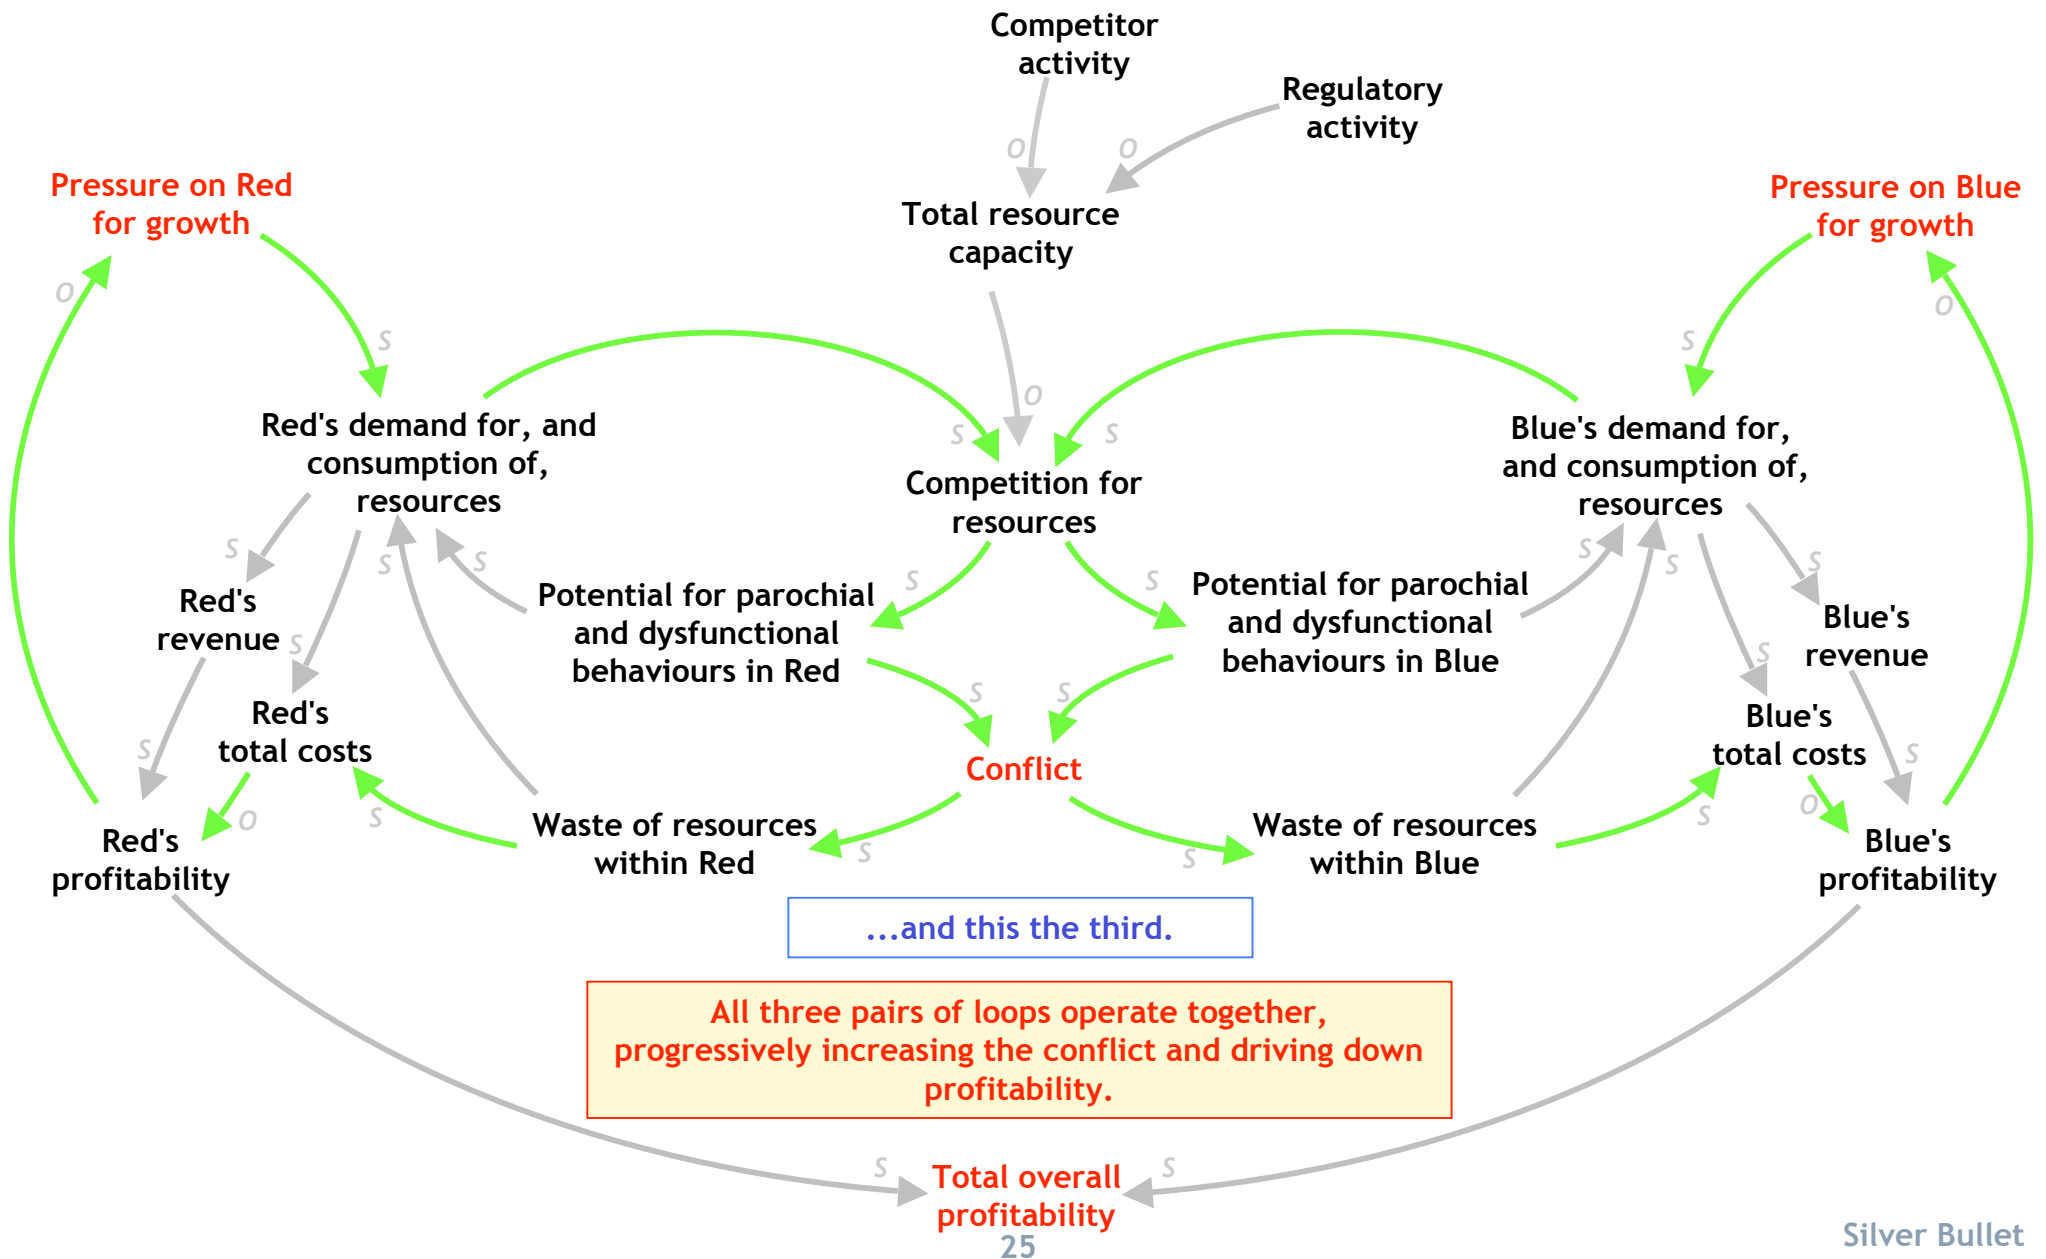 Competitor
activity
Regulatory
activity
O
O
Pressure on Red
for growth
Total resource
capacity
Pressure on Blue
for growth
O
O
S
S
O
S
S
Red's demand for, and
consumption of,
resources
Competition for
resources
Blue's demand for,
and consumption of,
resources
S
S
S
S
S
S
S
S
Red's
revenue
S
Potential for parochial
and dysfunctional
behaviours in Red
Potential for parochial
and dysfunctional
behaviours in Blue
Blue's
revenue
S
S
S
Red's
total costs
S
Conflict
Blue's
total costs
S
O
S
S
O
Red's
profitability
Waste of resources
within Red
S
S
Waste of resources
within Blue
Blue's
profitability
...and this the third.
All three pairs of loops operate together,
progressively increasing the conflict and driving down
profitability.
S
S
Total overall
profitability
25
Silver Bullet